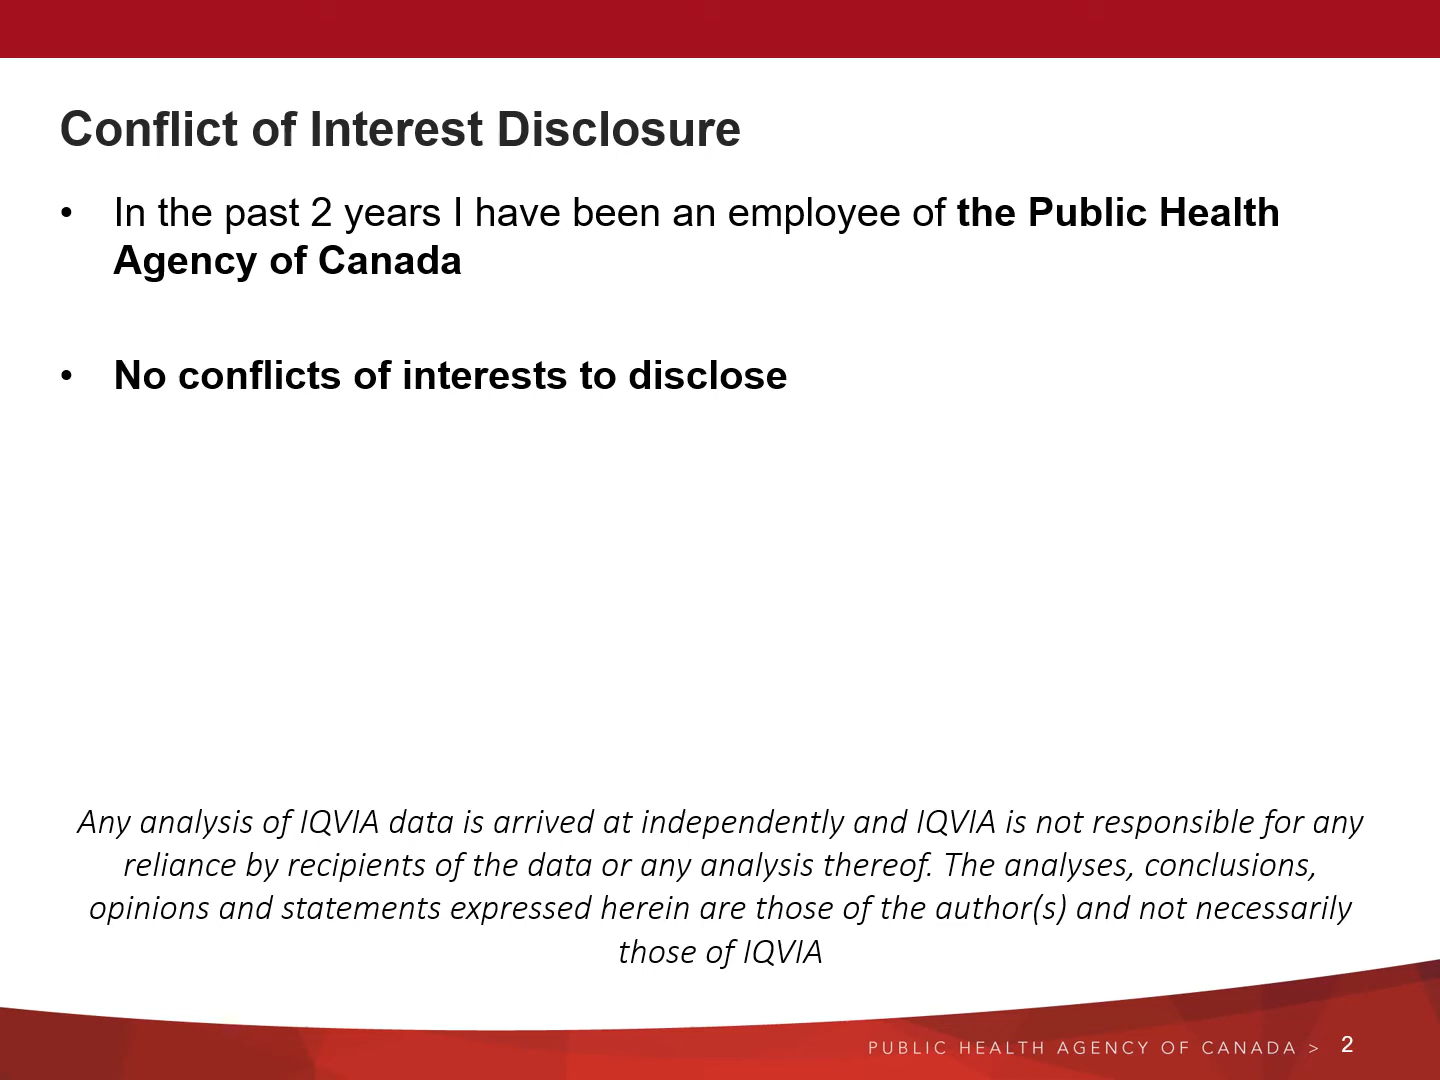 Conflict of Interest Disclosure
• In the past 2 years I have been an employee of the Public Health
Agency of Canada
• No conflicts of interests to disclose
Any analysis of IQVIA data is arrived at independently and IQVIA is not responsible for any
reliance by recipients of the data or any analysis thereof. The analyses, conclusions,
opinions and statements expressed herein are those of the author(s) and not necessarily
those of IQVIA
PUBLIC HEALTH AGENCY OF CANADA > 2